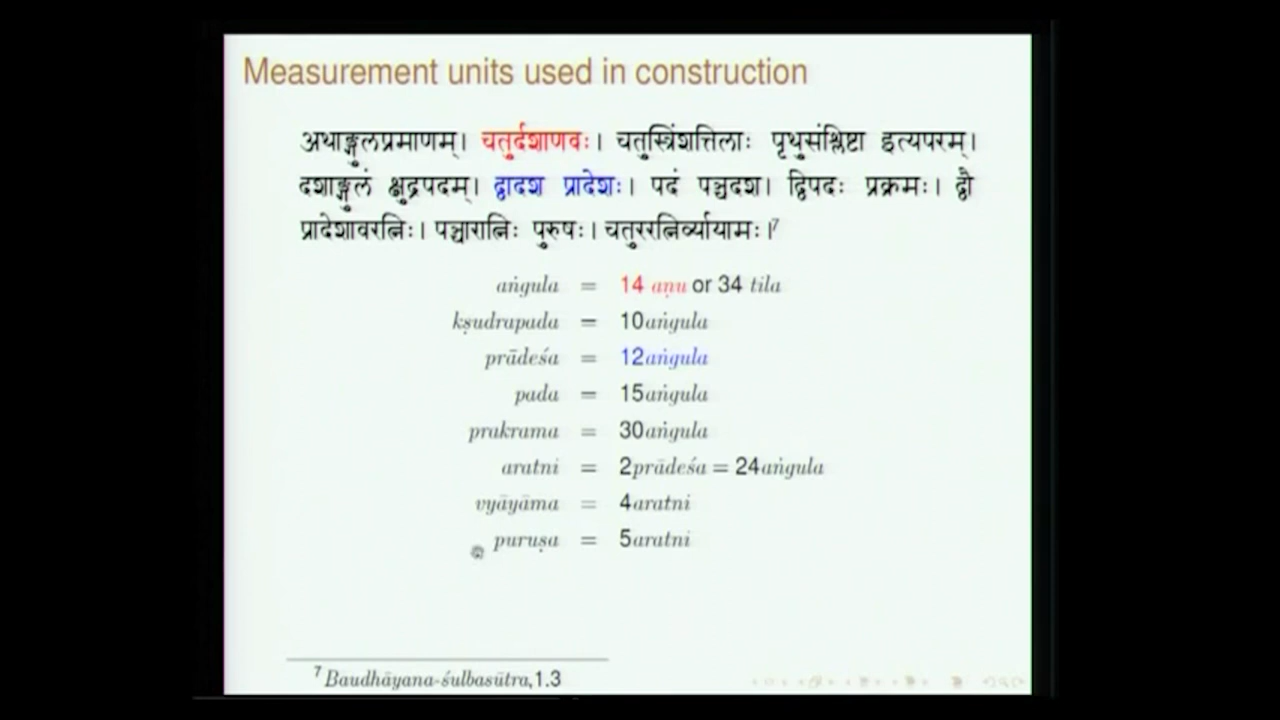 Measurement units used in construction
अथाङ्गुलप्रमाणम्। चतुर्दशाणवः। चतुस्त्रिंशत्तिलाः पृथुसंश्लिष्टा इत्यपरम्।
दशाङ्गुलं क्षुद्रपदम्। द्वादश प्रादेशः। पदं पञ्चदश। द्विपदः प्रक्रमः। द्वौ
प्रादेशावरत्निः। पञ्चारात्निः पुरुषः। चतुररत्निर्व्यायामः।7
aṅgula = 14 aṇu or 34 tila
kṣudrapada = 10aṅgula
prādeśa = 12aṅgula
pada = 15aṅgula
prakrama = 30aṅgula
aratni = 2prādeśa = 24aṅgula
vyāyāma = 4aratni
puruṣa = 5aratni
7 Baudhāyana-śulbasūtra,1.3